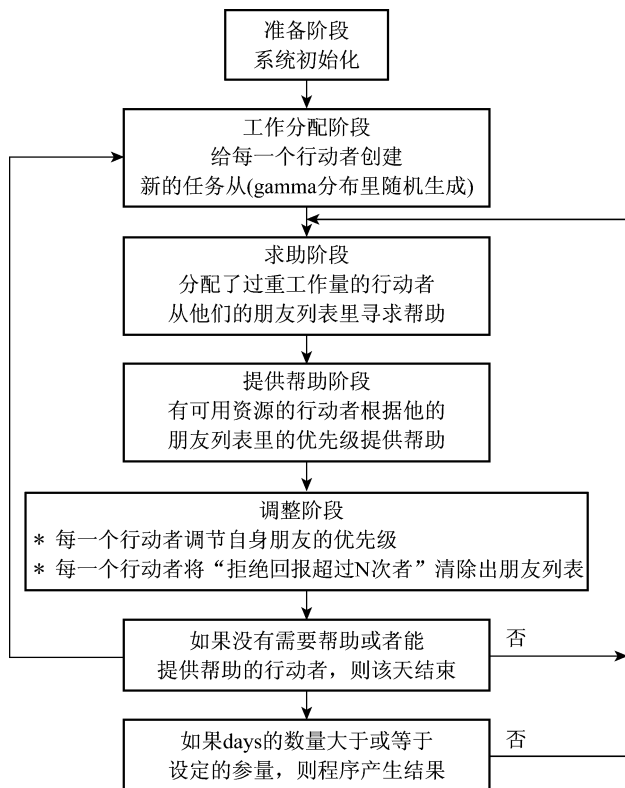 准备阶段
系统初始化
工作分配阶段
给每一个行动者创建
新的任务从(gamma分布里随机生成)
求助阶段
分配了过重工作量的行动者
从他们的朋友列表里寻求帮助
提供帮助阶段
有可用资源的行动者根据他的
朋友列表里的优先级提供帮助
调整阶段
* 每一个行动者调节自身朋友的优先级
* 每一个行动者将“拒绝回报超过N次者”清除出朋友列表
如果没有需要帮助或者能
提供帮助的行动者，则该天结束
否
如果days的数量大于或等于
设定的参量，则程序产生结果
否